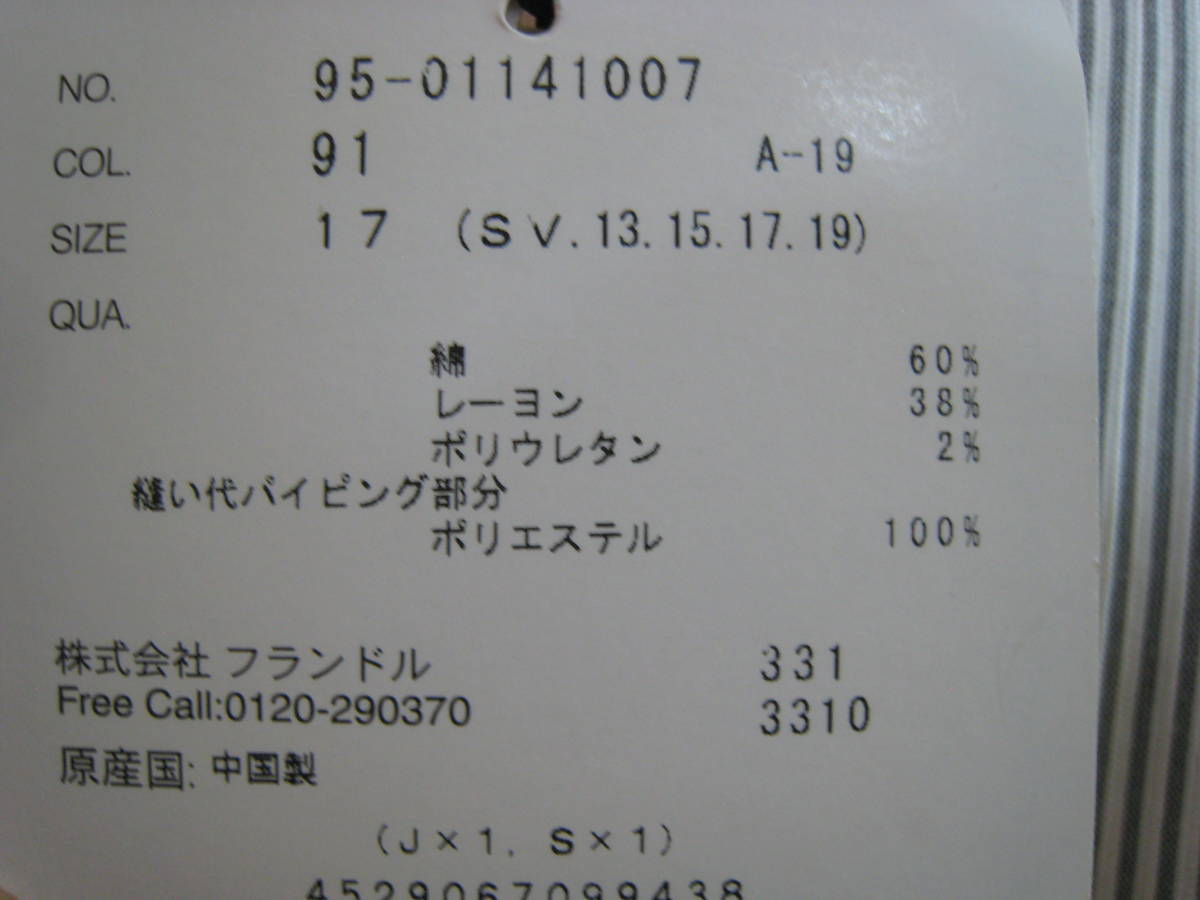 NO. 95-01141007
COL. 91 A-19
SIZE 17 (SV.13.15.17.19)
QUA.
綿 60%
レーヨン 38%
ポリウレタン 2%
縫い代パイピング部分
ポリエステル 100%
株式会社 フランドル 331
Free Call:0120-290370 3310
原産国: 中国製
(J×1, S×1)
4529067099438